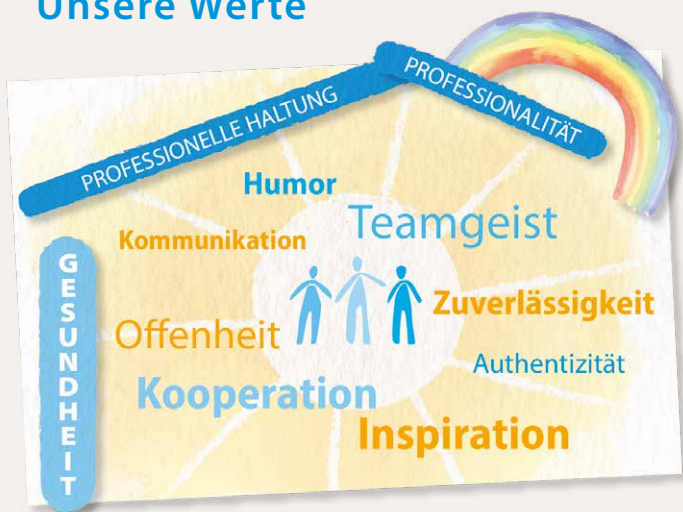 Unsere Werte
PROFESSIONELLE HALTUNG
PROFESSIONALITÄT
Humor
Teamgeist
Kommunikation
GESUNDHEIT
Zuverlässigkeit
Offenheit
Authentizität
Kooperation
Inspiration